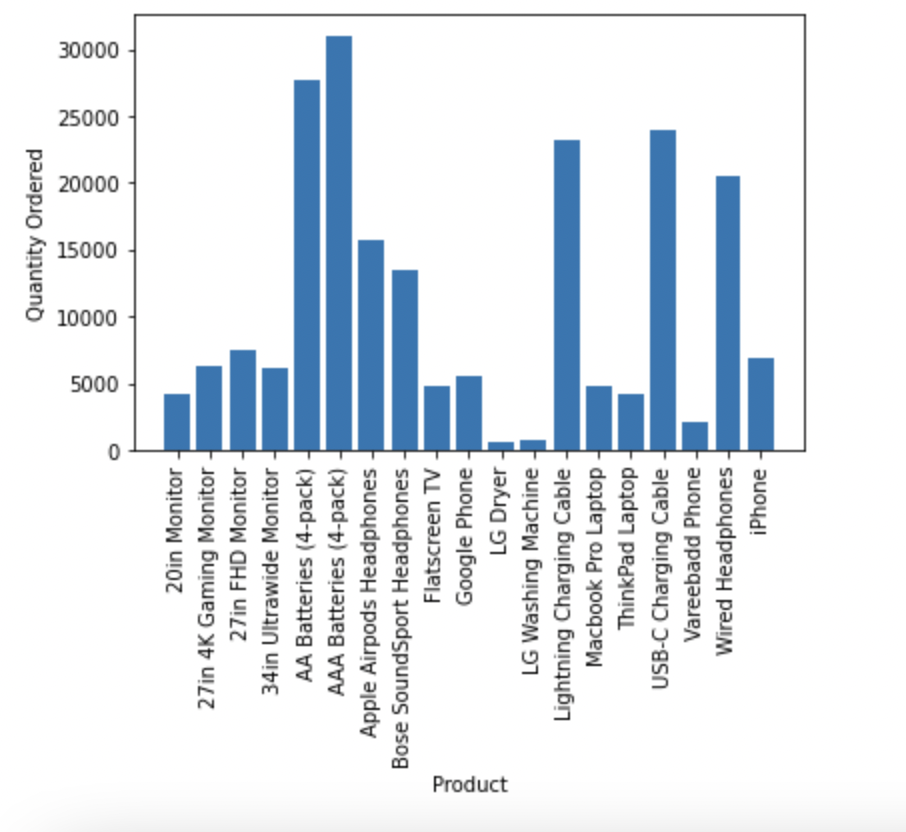 30000
25000
20000
15000
10000
5000
0
Quantity Ordered
20in Monitor
27in 4K Gaming Monitor
27in FHD Monitor
34in Ultrawide Monitor
AA Batteries (4-pack)
AAA Batteries (4-pack)
Apple Airpods Headphones
Bose SoundSport Headphones
Flatscreen TV
Google Phone
LG Dryer
LG Washing Machine
Lightning Charging Cable
Macbook Pro Laptop
ThinkPad Laptop
USB-C Charging Cable
Vareebadd Phone
Wired Headphones
iPhone
Product